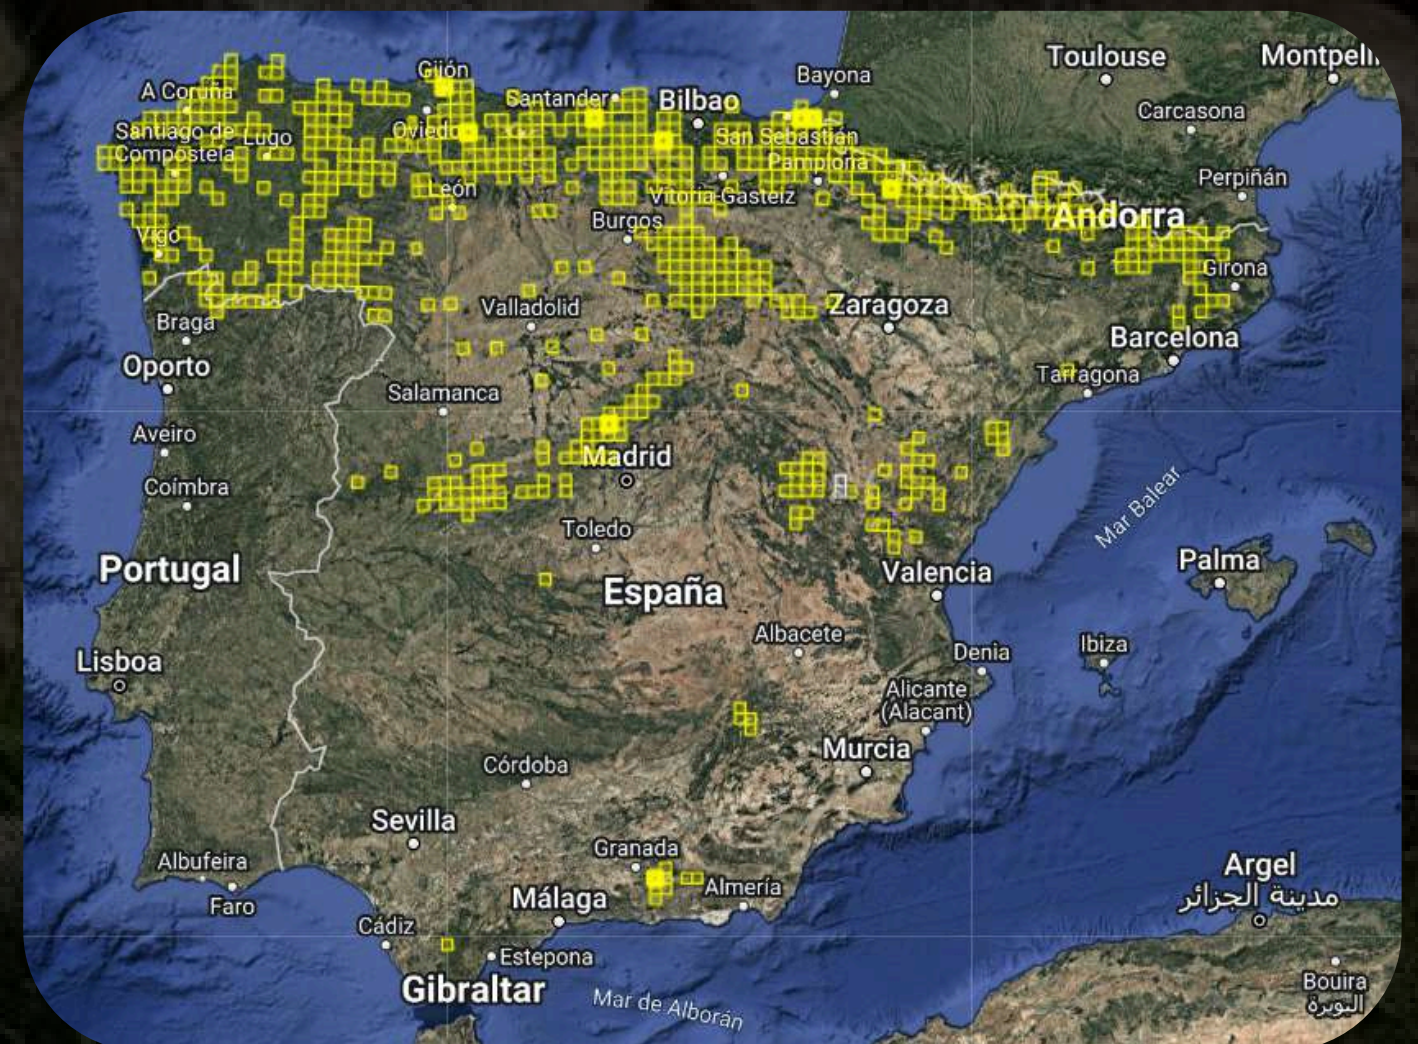 Toulouse
Montpell
Gijón
Bayona
A Coruña
Santander
Bilbao
Carcasona
Santiago de
Compostela
Lugo
Oviedo
San Sebastián
Pamplona
Perpiñán
León
Vitoria-Gasteiz
Andorra
Burgos
Vigo
Girona
Valladolid
Zaragoza
Braga
Barcelona
Oporto
Tarragona
Salamanca
Aveiro
Madrid
Coímbra
Mar Balear
Toledo
Portugal
España
Valencia
Palma
Albacete
Denia
Ibiza
Lisboa
Alicante
(Alacant)
Murcia
Córdoba
Sevilla
Granada
Albufeira
Almería
Argel
مدينة الجزائر
Málaga
Faro
Cádiz
Estepona
Gibraltar
Mar de Alborán
Bouira
البويرة